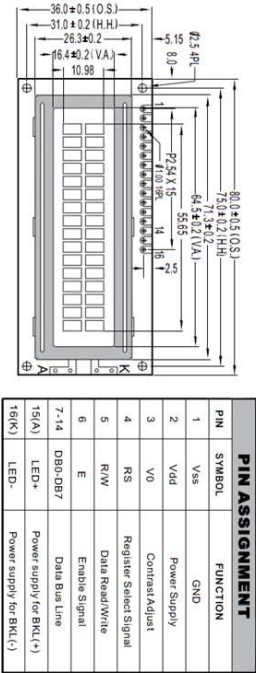 36.0±0.5(O.S.)
31.0±0.2(H.H.)
26.3±0.2
16.4±0.2(V.A.)
10.98
5.15
8.0
Ø2.5 4PL
1
P2.54 X 15
Ø1.00 16PL
14
16
55.65
64.5±0.2(V.A)
71.3±0.2
75.0±0.2(H.H)
80.0±0.5(O.S)
2.5
A
K
PIN ASSIGNMENT
PIN SYMBOL FUNCTION
1 Vss GND
2 Vdd Power Supply
3 V0 Contrast Adjust
4 RS Register Select Signal
5 R/W Data Read/Write
6 E Enable Signal
7-14 DB0-DB7 Data Bus Line
15(A) LED+ Power supply for BKL(+)
16(K) LED- Power supply for BKL(-)